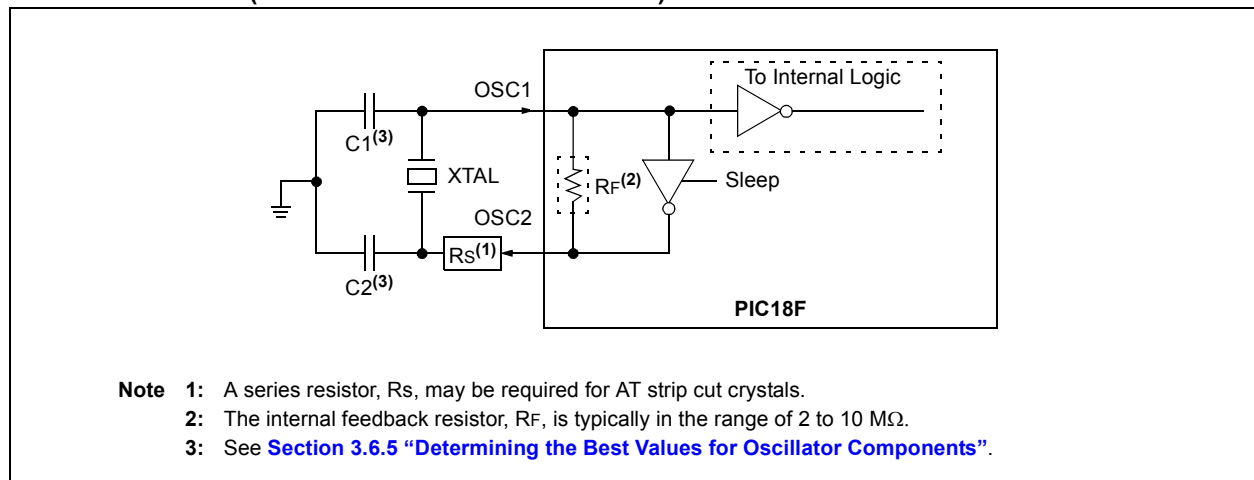 To Internal Logic
OSC1
C1(3)
XTAL
RF(2)
Sleep
OSC2
RS(1)
C2(3)
PIC18F
Note 1: A series resistor, Rs, may be required for AT strip cut crystals.
2: The internal feedback resistor, RF, is typically in the range of 2 to 10 MΩ.
3: See Section 3.6.5 “Determining the Best Values for Oscillator Components”.